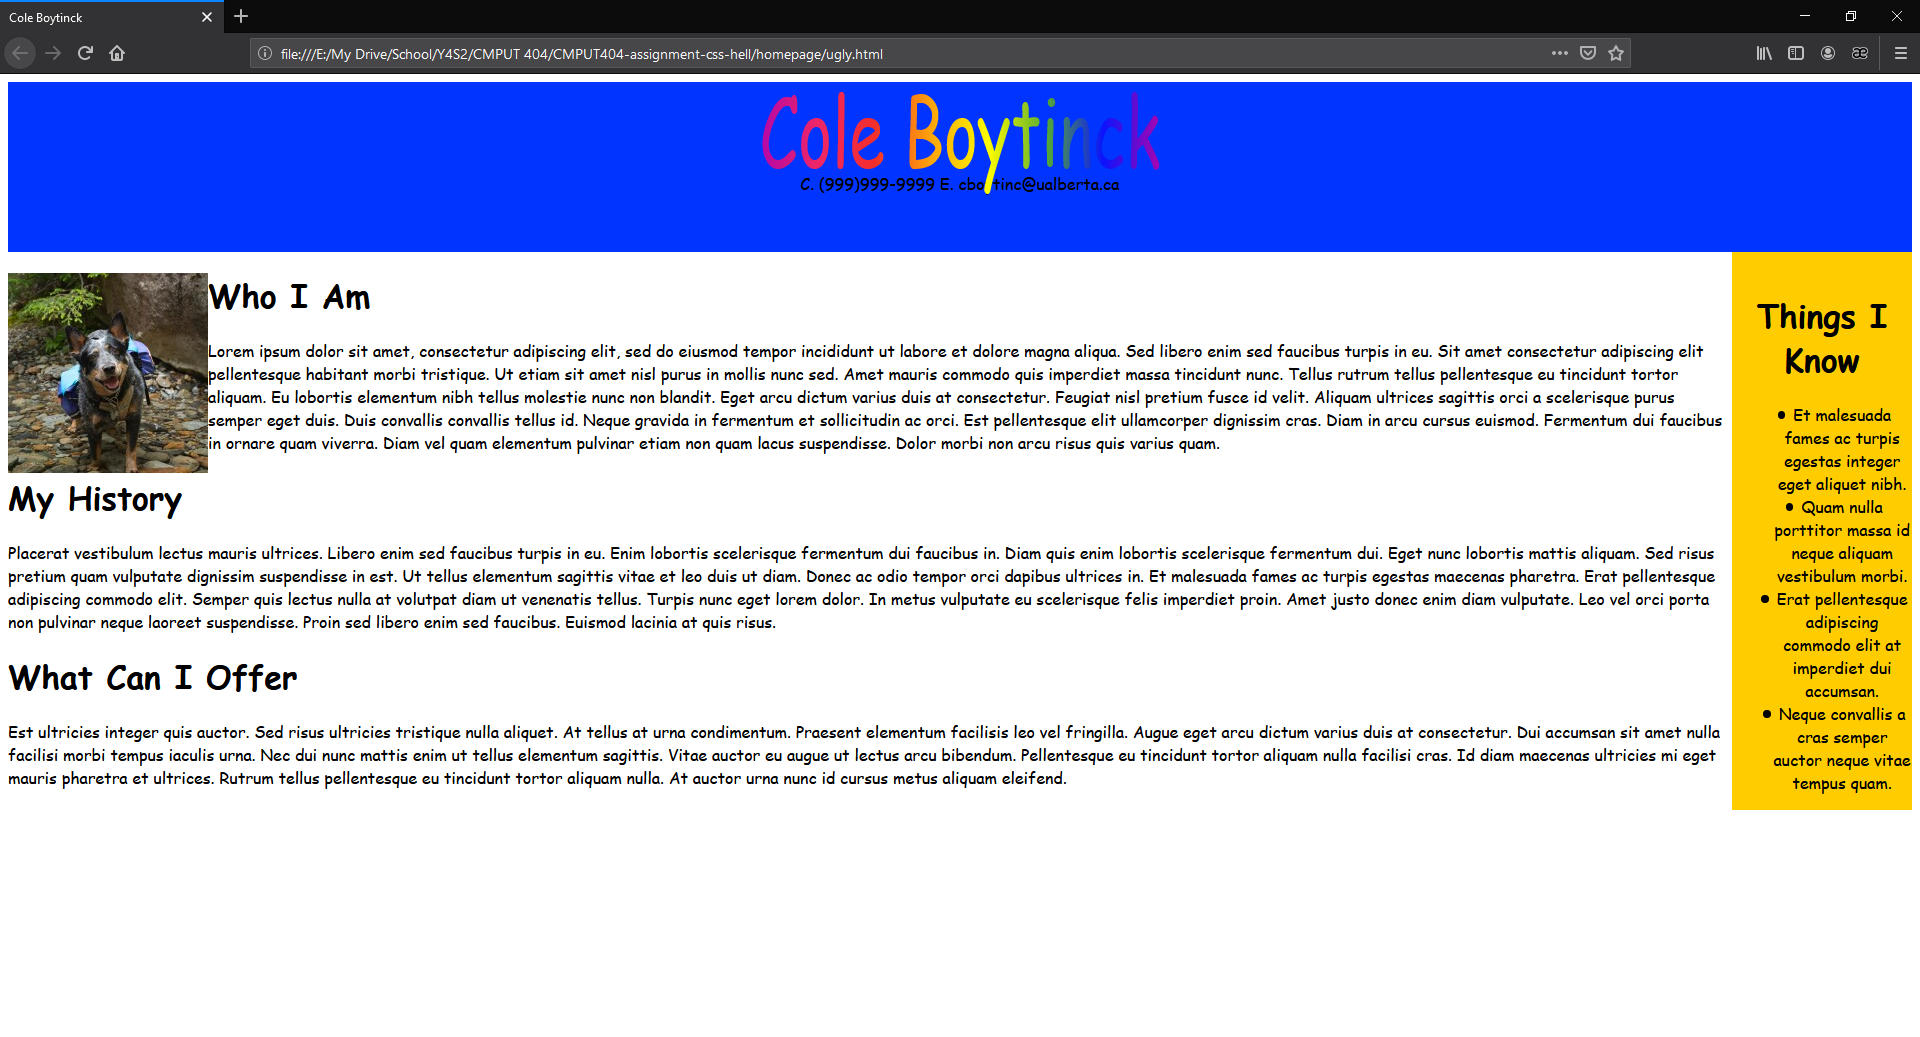 Cole Boytinck
file:///E:/My Drive/School/Y4S2/CMPUT 404/CMPUT404-assignment-css-hell/homepage/ugly.html
Cole Boytinck
C. (999)999-9999 E. cboytinc@ualberta.ca
Who I Am
Lorem ipsum dolor sit amet, consectetur adipiscing elit, sed do eiusmod tempor incididunt ut labore et dolore magna aliqua. Sed libero enim sed faucibus turpis in eu. Sit amet consectetur adipiscing elit
pellentesque habitant morbi tristique. Ut etiam sit amet nisl purus in mollis nunc sed. Amet mauris commodo quis imperdiet massa tincidunt nunc. Tellus rutrum tellus pellentesque eu tincidunt tortor
aliquam. Eu lobortis elementum nibh tellus molestie nunc non blandit. Eget arcu dictum varius duis at consectetur. Feugiat nisl pretium fusce id velit. Aliquam ultrices sagittis orci a scelerisque purus
semper eget duis. Duis convallis convallis tellus id. Neque gravida in fermentum et sollicitudin ac orci. Est pellentesque elit ullamcorper dignissim cras. Diam in arcu cursus euismod. Fermentum dui faucibus
in ornare quam viverra. Diam vel quam elementum pulvinar etiam non quam lacus suspendisse. Dolor morbi non arcu risus quis varius quam.
My History
Placerat vestibulum lectus mauris ultrices. Libero enim sed faucibus turpis in eu. Enim lobortis scelerisque fermentum dui faucibus in. Diam quis enim lobortis scelerisque fermentum dui. Eget nunc lobortis mattis aliquam. Sed risus
pretium quam vulputate dignissim suspendisse in est. Ut tellus elementum sagittis vitae et leo duis ut diam. Donec ac odio tempor orci dapibus ultrices in. Et malesuada fames ac turpis egestas maecenas pharetra. Erat pellentesque
adipiscing commodo elit. Semper quis lectus nulla at volutpat diam ut venenatis tellus. Turpis nunc eget lorem dolor. In metus vulputate eu scelerisque felis imperdiet proin. Amet justo donec enim diam vulputate. Leo vel orci porta
non pulvinar neque laoreet suspendisse. Proin sed libero enim sed faucibus. Euismod lacinia at quis risus.
What Can I Offer
Est ultricies integer quis auctor. Sed risus ultricies tristique nulla aliquet. At tellus at urna condimentum. Praesent elementum facilisis leo vel fringilla. Augue eget arcu dictum varius duis at consectetur. Dui accumsan sit amet nulla
facilisi morbi tempus iaculis urna. Nec dui nunc mattis enim ut tellus elementum sagittis. Vitae auctor eu augue ut lectus arcu bibendum. Pellentesque eu tincidunt tortor aliquam nulla facilisi cras. Id diam maecenas ultricies mi eget
mauris pharetra et ultrices. Rutrum tellus pellentesque eu tincidunt tortor aliquam nulla. At auctor urna nunc id cursus metus aliquam eleifend.
Things I
Know
• Et malesuada
fames ac turpis
egestas integer
eget aliquet nibh.
• Quam nulla
porttitor massa id
neque aliquam
vestibulum morbi.
• Erat pellentesque
adipiscing
commodo elit at
imperdiet dui
accumsan.
• Neque convallis a
cras semper
auctor neque vitae
tempus quam.